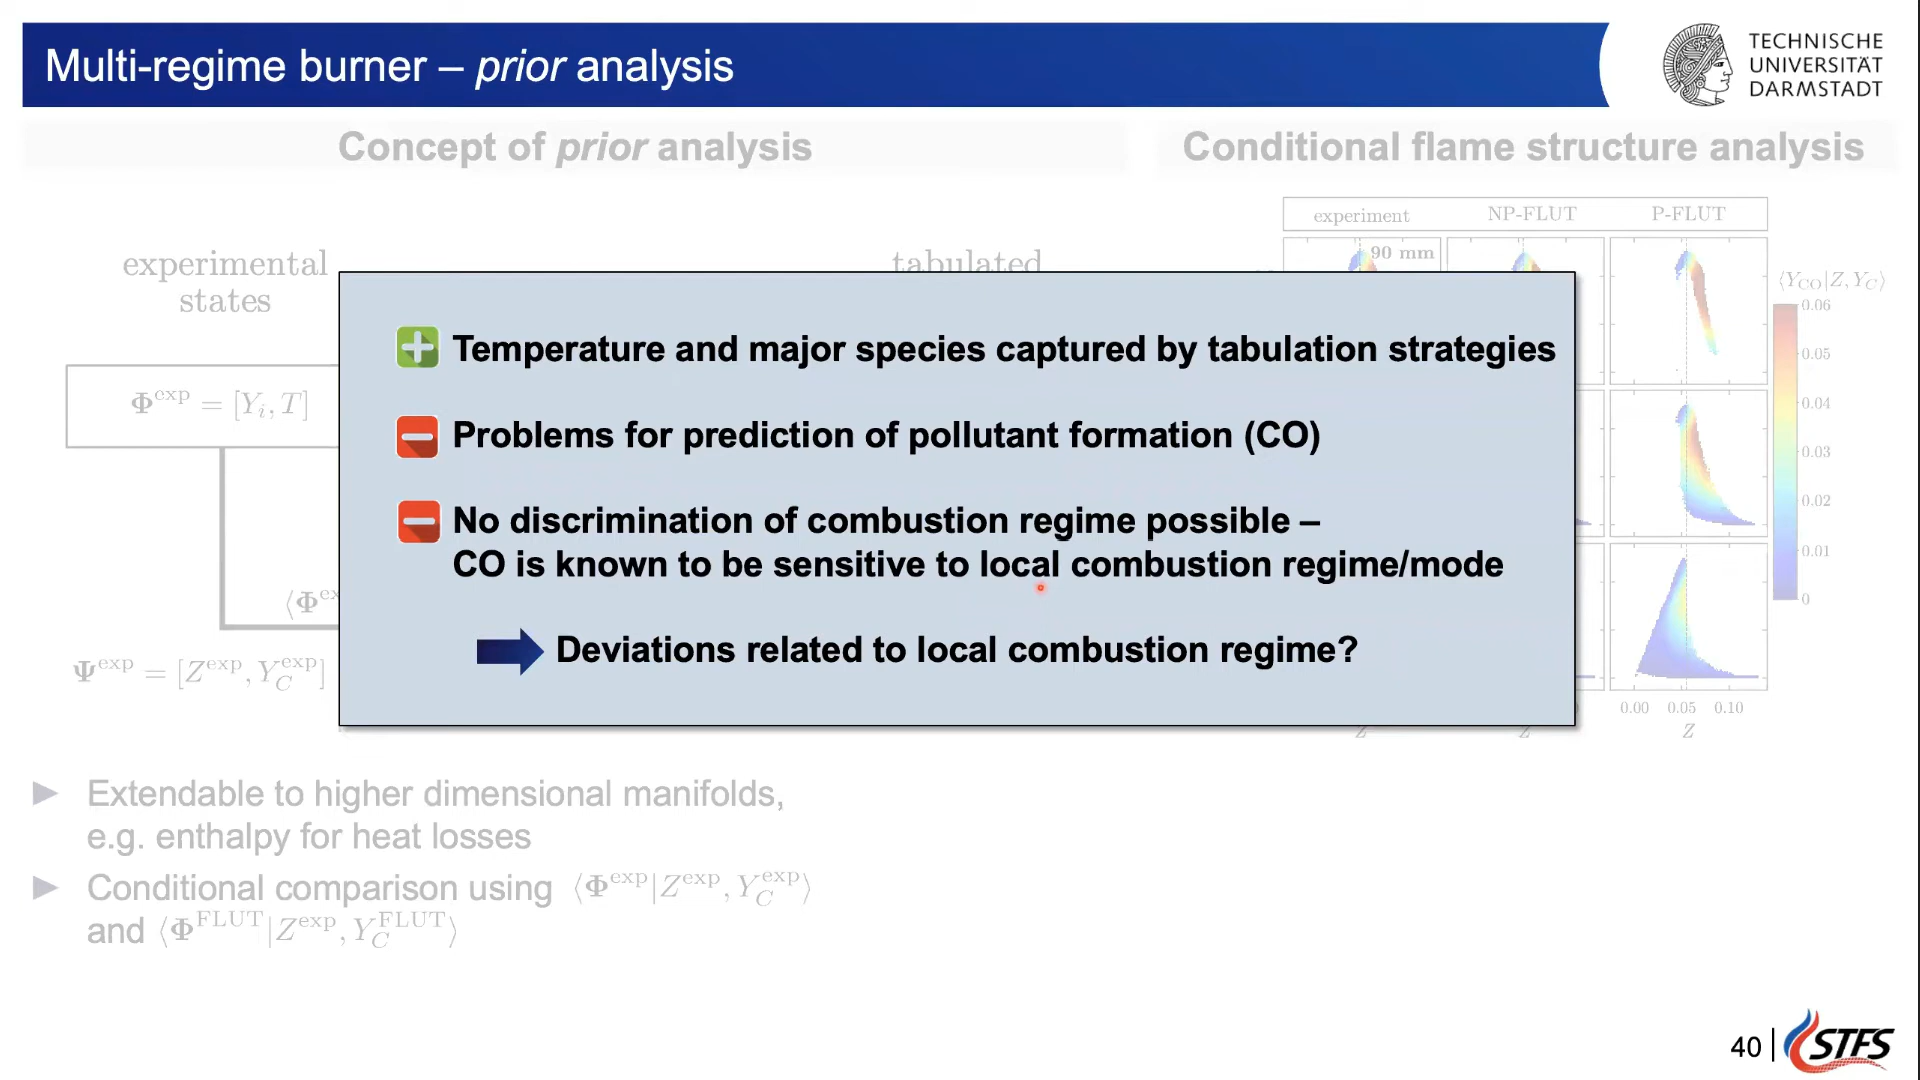 Multi-regime burner – prior analysis
TECHNISCHE
UNIVERSITÄT
DARMSTADT
Concept of prior analysis
Conditional flame structure analysis
experimental
states
tabulated
Φ^exp = [Y_i, T]
⟨Φ^ex
Ψ^exp = [Z^exp, Y_C^exp]
experiment NP-FLUT P-FLUT
90 mm
⟨Y_CO|Z, Y_C⟩
0.06
0.05
0.04
0.03
0.02
0.01
0
0.00 0.05 0.10
Z Z Z
Temperature and major species captured by tabulation strategies
Problems for prediction of pollutant formation (CO)
No discrimination of combustion regime possible –
CO is known to be sensitive to local combustion regime/mode
Deviations related to local combustion regime?
► Extendable to higher dimensional manifolds,
e.g. enthalpy for heat losses
► Conditional comparison using ⟨Φ^exp|Z^exp, Y_C^exp⟩
and ⟨Φ^FLUT|Z^exp, Y_C^FLUT⟩
40 | STFS